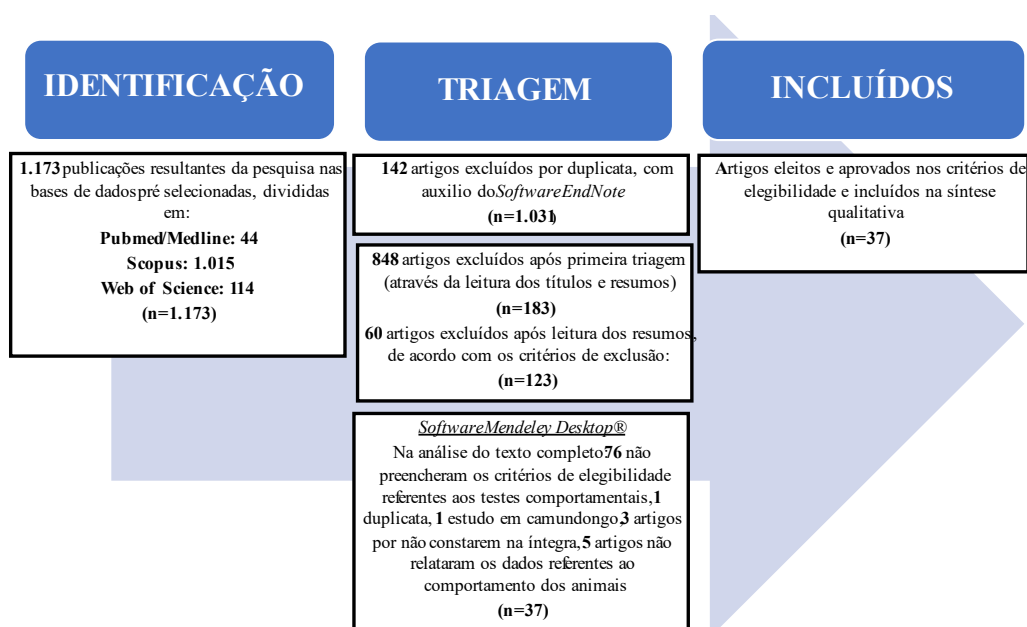 IDENTIFICAÇÃO
1.173 publicações resultantes da pesquisa nas
bases de dados pré selecionadas, divididas
em:
Pubmed/Medline: 44
Scopus: 1.015
Web of Science: 114
(n=1.173)
TRIAGEM
142 artigos excluídos por duplicata, com
auxilio do SoftwareEndNote
(n=1.031)
848 artigos excluídos após primeira triagem
(através da leitura dos títulos e resumos)
(n=183)
60 artigos excluídos após leitura dos resumos,
de acordo com os critérios de exclusão:
(n=123)
SoftwareMendeley Desktop®
Na análise do texto completo 76 não
preencheram os critérios de elegibilidade
referentes aos testes comportamentais, 1
duplicata, 1 estudo em camundongo, 3 artigos
por não constarem na íntegra, 5 artigos não
relataram os dados referentes ao
comportamento dos animais
(n=37)
INCLUÍDOS
Artigos eleitos e aprovados nos critérios de
elegibilidade e incluídos na síntese
qualitativa
(n=37)